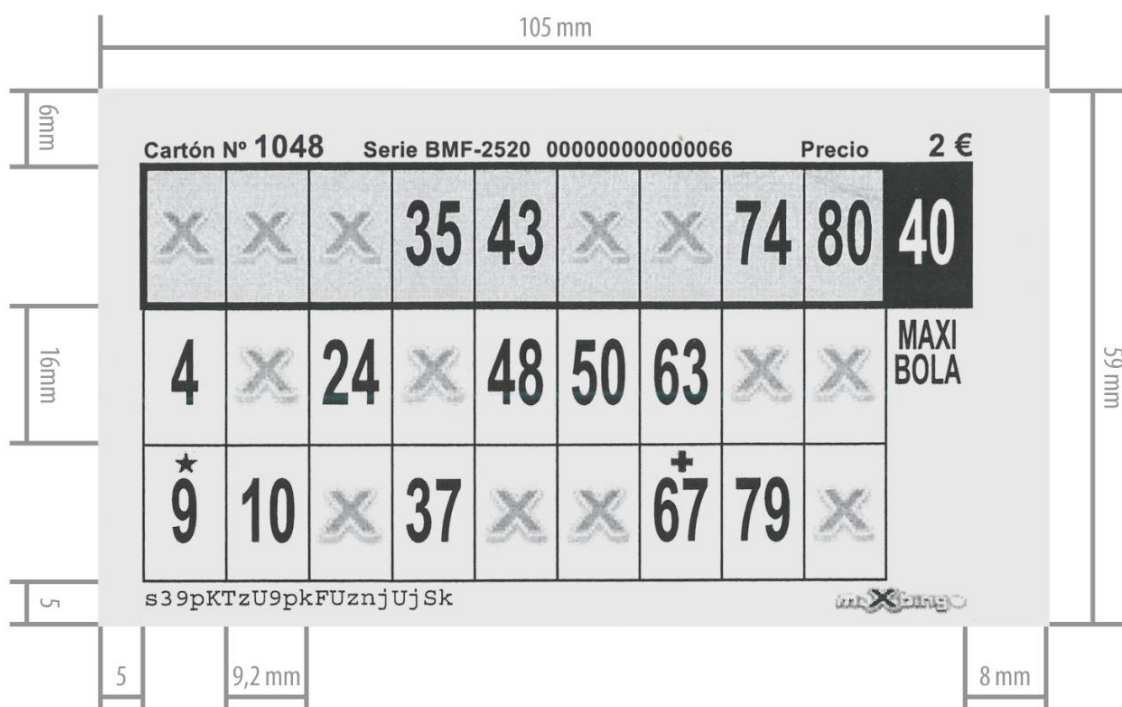 105 mm
6mm
Cartón Nº 1048 Serie BMF-2520 000000000000066 Precio 2 €
X X X 35 43 X X 74 80 40
16mm
4 X 24 X 48 50 63 X X MAXI
BOLA
59 mm
★ ✚
9 10 X 37 X X 67 79 X
5
s39pKTzU9pkFUznjUjSk maXbingo
5 9,2 mm 8 mm